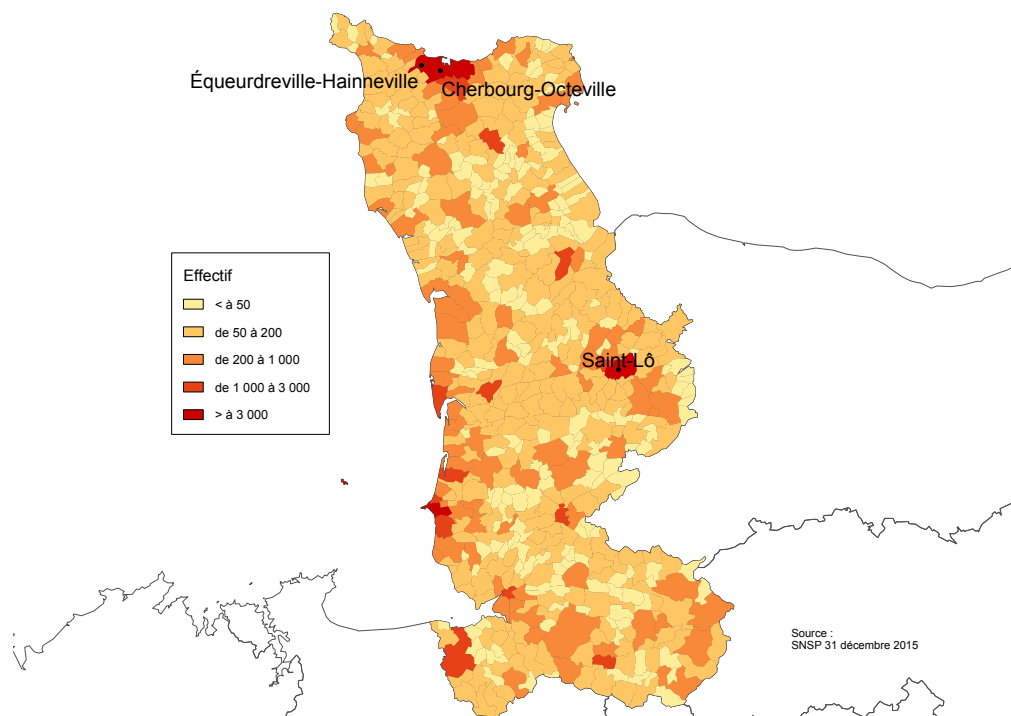 Équeurdreville-Hainneville
Cherbourg-Octeville
Effectif
< à 50
de 50 à 200
de 200 à 1 000
de 1 000 à 3 000
> à 3 000
Saint-Lô
Source :
SNSP 31 décembre 2015